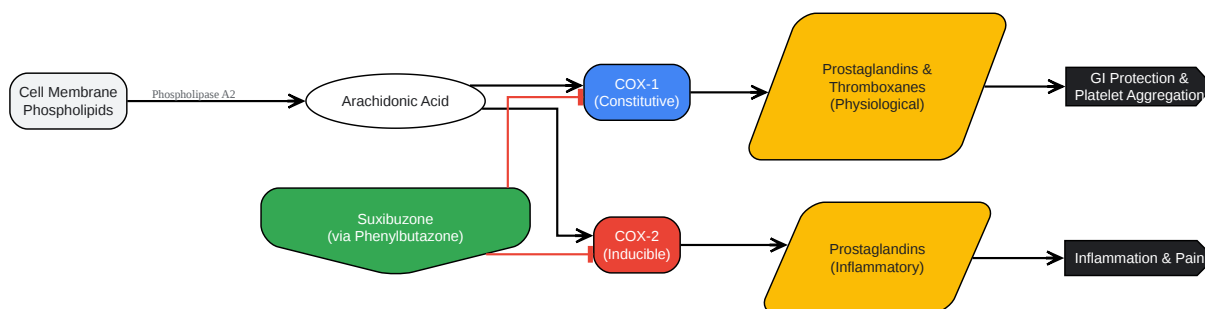 Cell Membrane
Phospholipids
Phospholipase A2
Arachidonic Acid
COX-1
(Constitutive)
Prostaglandins &
Thromboxanes
(Physiological)
GI Protection &
Platelet Aggregation
Suxibuzone
(via Phenylbutazone)
COX-2
(Inducible)
Prostaglandins
(Inflammatory)
Inflammation & Pain